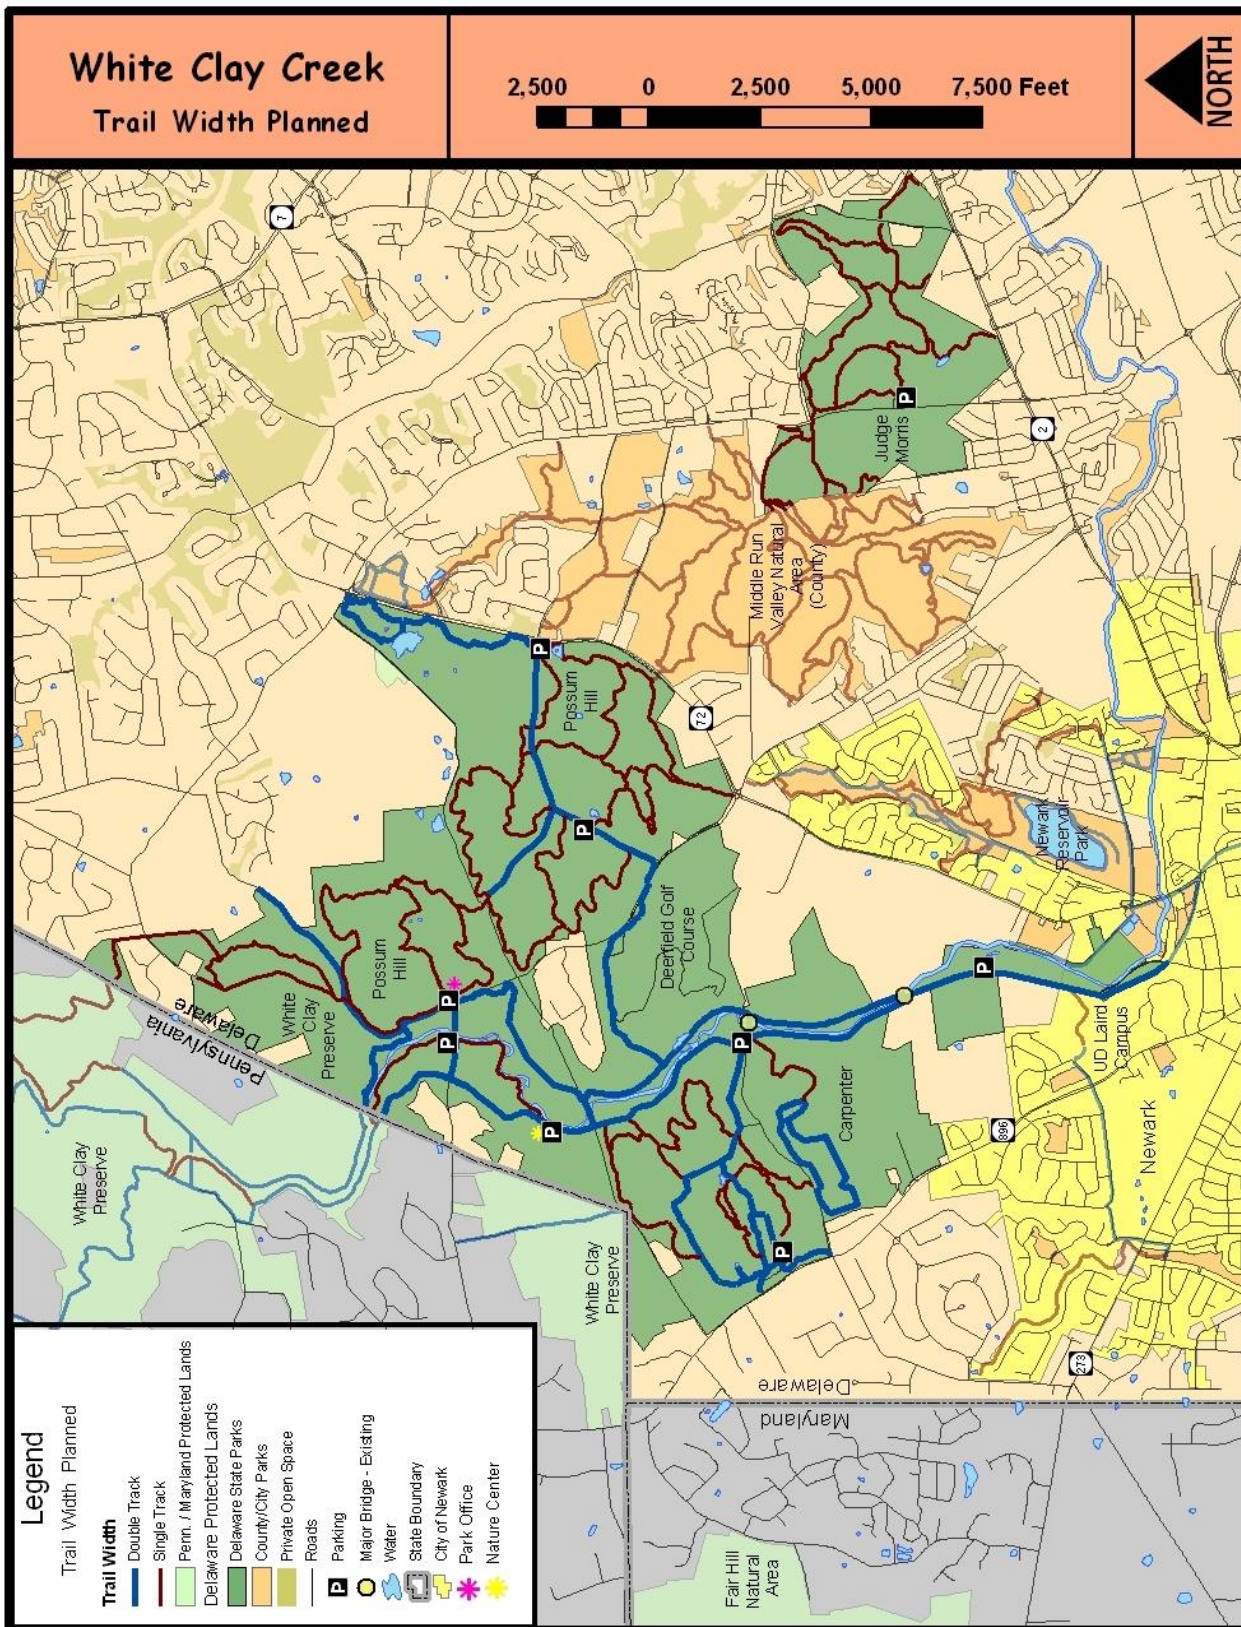 White Clay Creek
Trail Width Planned
2,500 0 2,500 5,000 7,500 Feet
NORTH
7
2
72
896
273
Judge
Morris
Middle Run
Valley Natural
Area
(County)
Possum
Hill
Newark
Reservoir
Park
Deerfield Golf
Course
Possum
Hill
White
Clay
Preserve
Pennsylvania
Delaware
White Clay
Preserve
Carpenter
UD Laird
Campus
Newark
White Clay
Preserve
Delaware
Maryland
Fair Hill
Natural
Area
P
P
P
P
P
P
P
P
P
Legend
Trail Width Planned
Trail Width
Double Track
Single Track
Penn. / Maryland Protected Lands
Delaware Protected Lands
Delaware State Parks
County/City Parks
Private Open Space
Roads
P Parking
Major Bridge - Existing
Water
State Boundary
City of Newark
Park Office
Nature Center